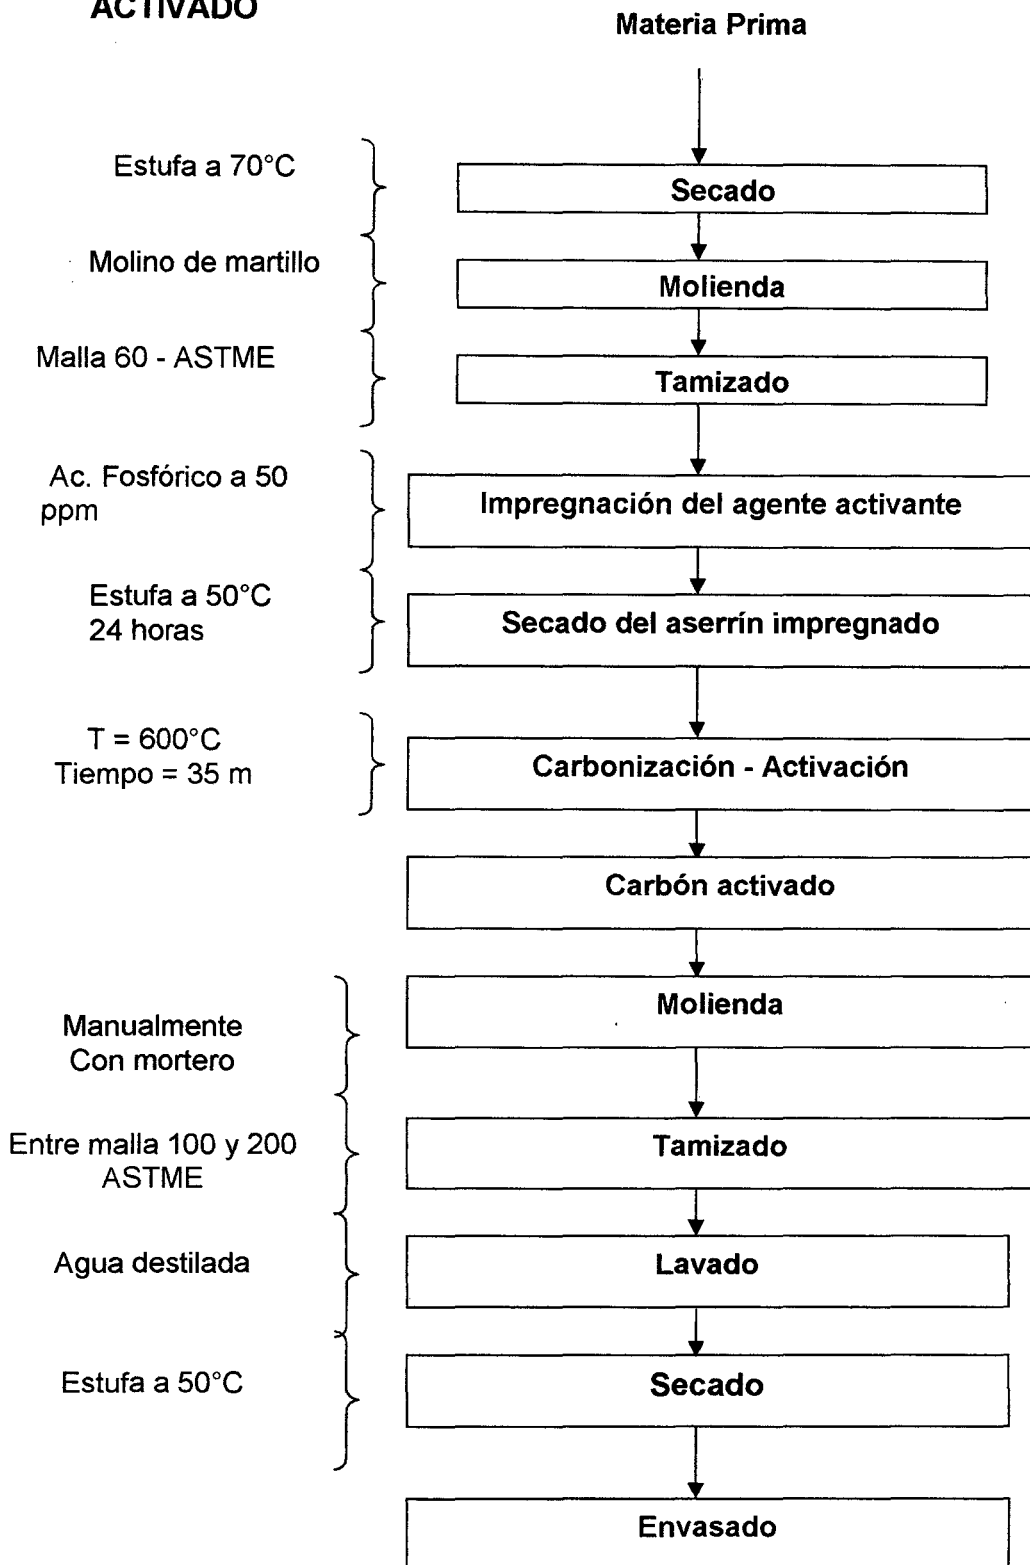 ACTIVADO
Materia Prima
Estufa a 70°C
Secado
Molino de martillo
Molienda
Malla 60 - ASTME
Tamizado
Ac. Fosfórico a 50
ppm
Impregnación del agente activante
Estufa a 50°C
24 horas
Secado del aserrín impregnado
T = 600°C
Tiempo = 35 m
Carbonización - Activación
Carbón activado
Molienda
Manualmente
Con mortero
Entre malla 100 y 200
ASTME
Tamizado
Agua destilada
Lavado
Estufa a 50°C
Secado
Envasado